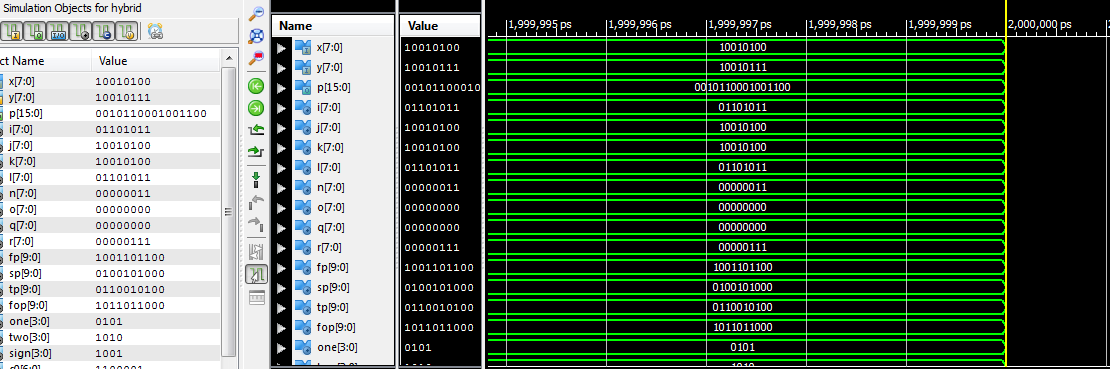 Simulation Objects for hybrid
ct Name Value
x[7:0] 10010100
y[7:0] 10010111
p[15:0] 0010110001001100
i[7:0] 01101011
j[7:0] 10010100
k[7:0] 10010100
l[7:0] 01101011
n[7:0] 00000011
o[7:0] 00000000
q[7:0] 00000000
r[7:0] 00000111
fp[9:0] 1001101100
sp[9:0] 0100101000
tp[9:0] 0110010100
fop[9:0] 1011011000
one[3:0] 0101
two[3:0] 1010
sign[3:0] 1001
c0[6:0] 1100001
Name Value
1,999,995 ps 1,999,996 ps 1,999,997 ps 1,999,998 ps 1,999,999 ps 2,000,000 ps
x[7:0] 10010100 10010100
y[7:0] 10010111 10010111
p[15:0] 00101100010 0010110001001100
i[7:0] 01101011 01101011
j[7:0] 10010100 10010100
k[7:0] 10010100 10010100
l[7:0] 01101011 01101011
n[7:0] 00000011 00000011
o[7:0] 00000000 00000000
q[7:0] 00000000 00000000
r[7:0] 00000111 00000111
fp[9:0] 1001101100 1001101100
sp[9:0] 0100101000 0100101000
tp[9:0] 0110010100 0110010100
fop[9:0] 1011011000 1011011000
one[3:0] 0101 0101